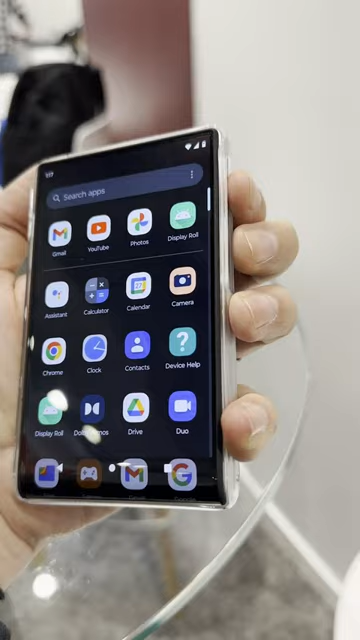 Search apps
Gmail YouTube Photos Display Roll
Assistant Calculator Calendar Camera
Chrome Clock Contacts Device Help
Display Roll Drive Duo